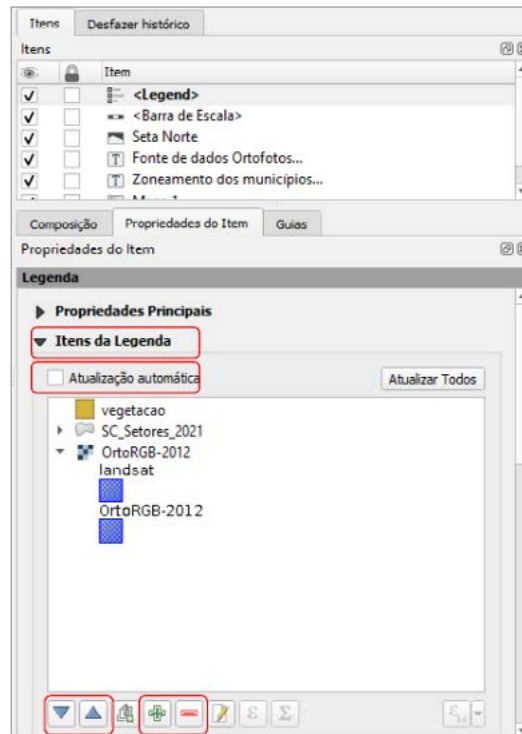 Itens Desfazer histórico
Itens
Item
<Legend>
<Barra de Escala>
Seta Norte
T Fonte de dados Ortofotos...
T Zoneamento dos municípios...
Composição Propriedades do Item Guias
Propriedades do Item
Legenda
Propriedades Principais
Itens da Legenda
Atualização automática Atualizar Todos
vegetacao
SC_Setores_2021
OrtoRGB-2012
landsat
OrtoRGB-2012
ε Σ